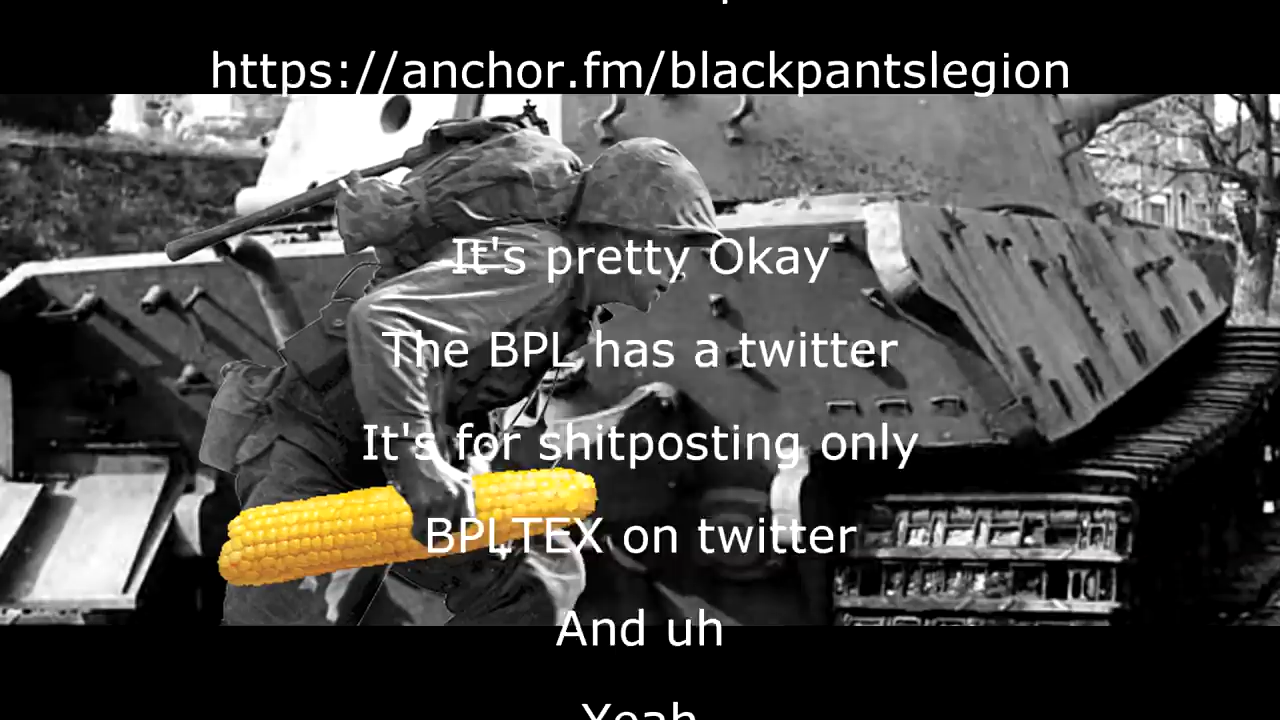 https://anchor.fm/blackpantslegion
It's pretty Okay
The BPL has a twitter
It's for shitposting only
BPLTEX on twitter
And uh
Yeah